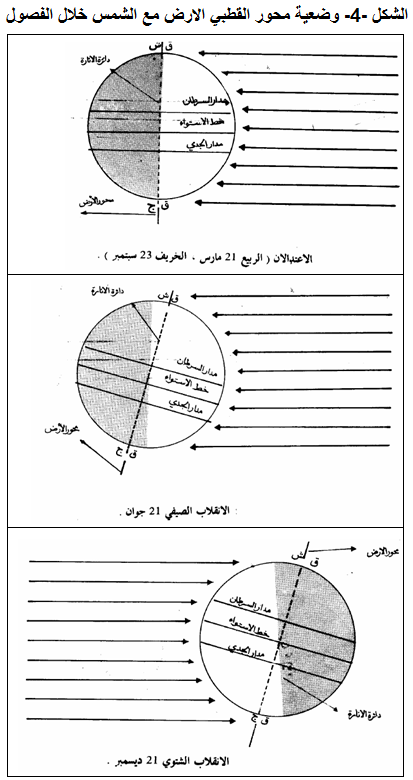 الشكل -4- وضعية محور القطبي الارض مع الشمس خلال الفصول
ق ش
دائرة الانارة
مدار السرطان
خط الاستواء
مدار الجدي
ق ج
محور الأرض
الاعتدالان ( الربيع 21 مارس ، الخريف 23 سبتمبر ) .
ق ش
دائرة الانارة
مدار السرطان
خط الاستواء
مدار الجدي
ق ج
محور الأرض
الانقلاب الصيفي 21 جوان .
ق ش
محور الارض
مدار السرطان
خط الاستواء
مدار الجدي
دائرة الانارة
ق ج
الانقلاب الشتوي 21 ديسمبر .